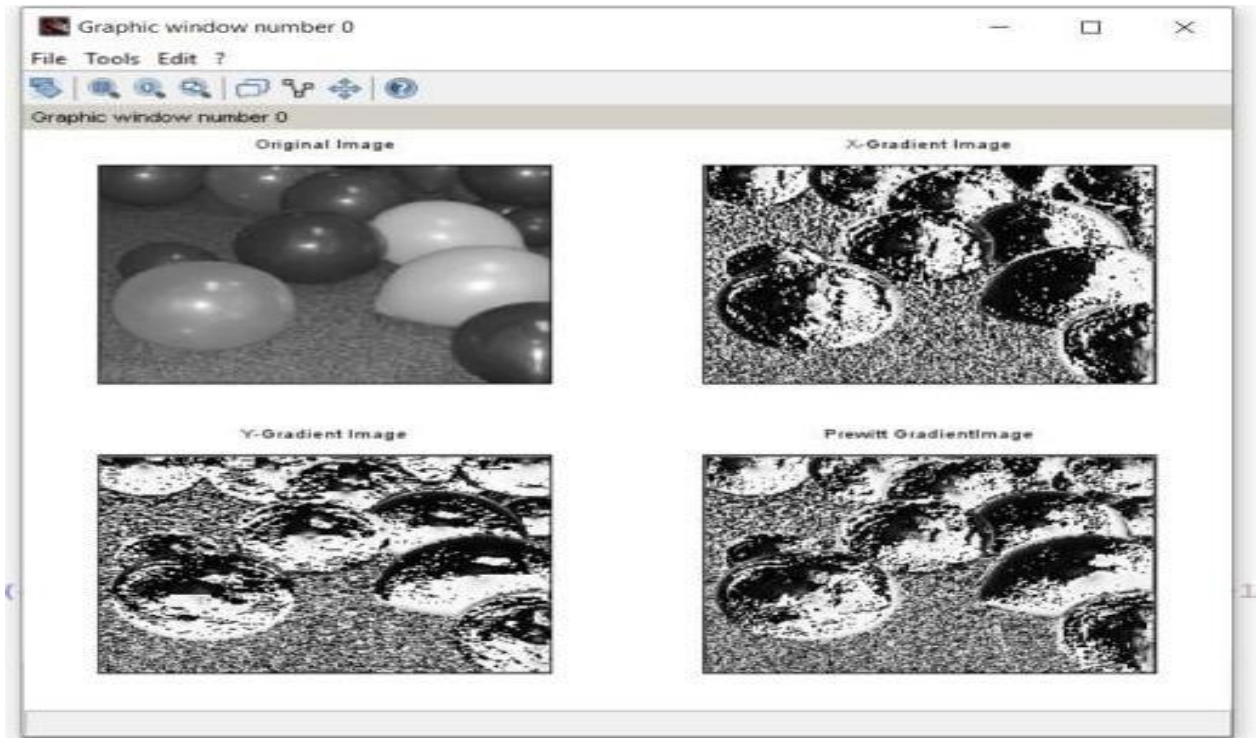 Graphic window number 0
File Tools Edit ?
Graphic window number 0
Original Image
X-Gradient Image
Y-Gradient Image
Prewitt GradientImage